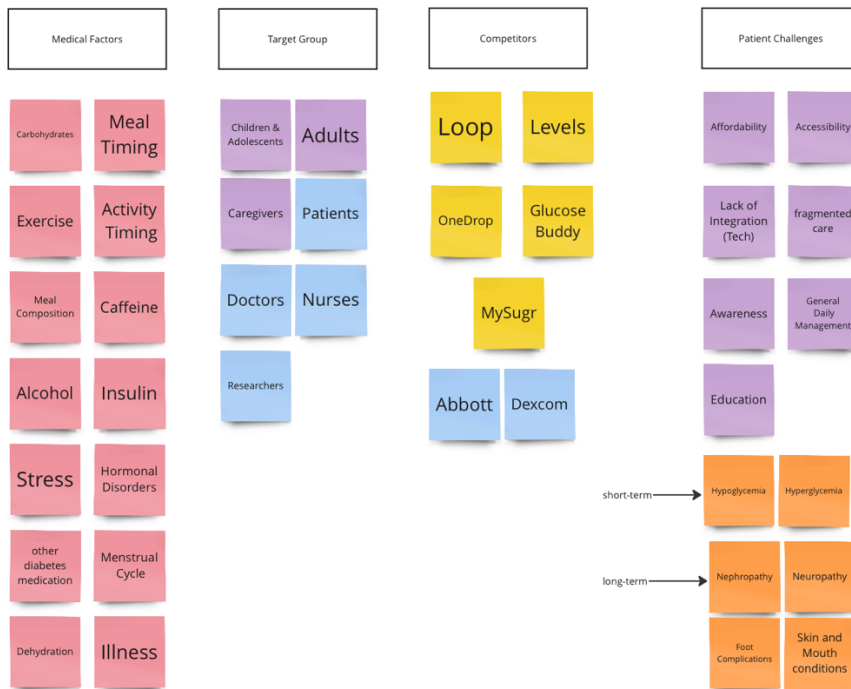 Medical Factors
Carbohydrates
Meal
Timing
Exercise
Activity
Timing
Meal
Composition
Caffeine
Alcohol
Insulin
Stress
Hormonal
Disorders
other
diabetes
medication
Menstrual
Cycle
Dehydration
Illness
Target Group
Children &
Adolescents
Adults
Caregivers
Patients
Doctors
Nurses
Researchers
Competitors
Loop
Levels
OneDrop
Glucose
Buddy
MySugr
Abbott
Dexcom
Patient Challenges
Affordability
Accessibility
Lack of
Integration
(Tech)
fragmented
care
Awareness
General
Daily
Management
Education
short-term
Hypoglycemia
Hyperglycemia
long-term
Nephropathy
Neuropathy
Foot
Complications
Skin and
Mouth
conditions